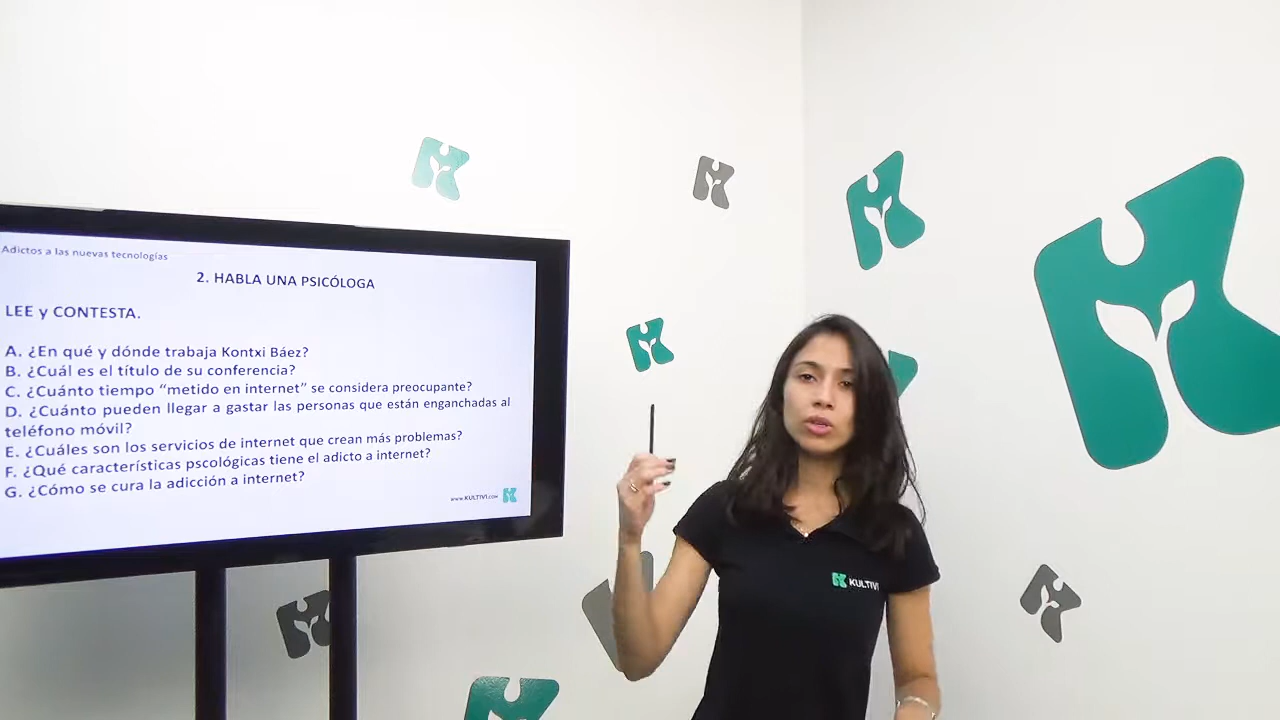 Adictos a las nuevas tecnologías
2. HABLA UNA PSICÓLOGA
LEE y CONTESTA.
A. ¿En qué y dónde trabaja Kontxi Báez?
B. ¿Cuál es el título de su conferencia?
C. ¿Cuánto tiempo “metido en internet” se considera preocupante?
D. ¿Cuánto pueden llegar a gastar las personas que están enganchadas al
teléfono móvil?
E. ¿Cuáles son los servicios de internet que crean más problemas?
F. ¿Qué características pscológicas tiene el adicto a internet?
G. ¿Cómo se cura la adicción a internet?
www.KULTIVI.com
KULTIVI